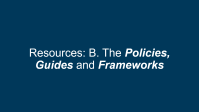 Resources: B. The Policies,
Guides and Frameworks